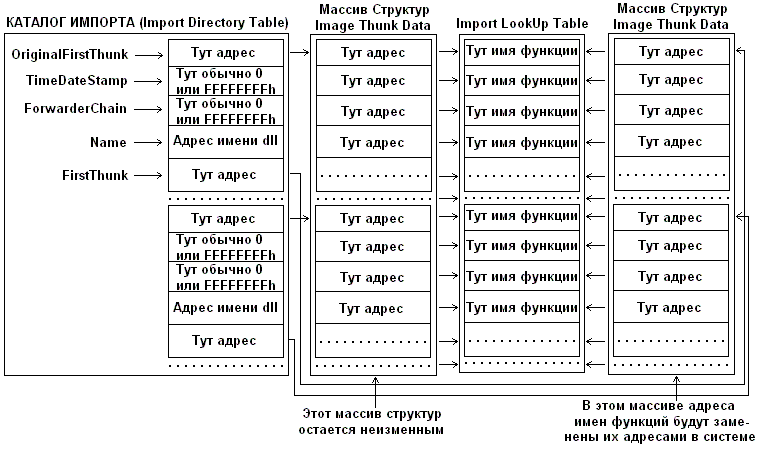 КАТАЛОГ ИМПОРТА (Import Directory Table)
OriginalFirstThunk
TimeDateStamp
ForwarderChain
Name
FirstThunk
Тут адрес
Тут обычно 0
или FFFFFFFFh
Тут обычно 0
или FFFFFFFFh
Адрес имени dll
Тут адрес
Тут адрес
Тут обычно 0
или FFFFFFFFh
Тут обычно 0
или FFFFFFFFh
Адрес имени dll
Тут адрес
Массив Структур
Image Thunk Data
Тут адрес
Тут адрес
Тут адрес
Тут адрес
Тут адрес
Тут адрес
Тут адрес
Тут адрес
Этот массив структур
остается неизменным
Import LookUp Table
Тут имя функции
Тут имя функции
Тут имя функции
Тут имя функции
Тут имя функции
Тут имя функции
Тут имя функции
Тут имя функции
Массив Структур
Image Thunk Data
Тут адрес
Тут адрес
Тут адрес
Тут адрес
Тут адрес
Тут адрес
Тут адрес
Тут адрес
В этом массиве адреса
имен функций будут заме-
нены их адресами в системе